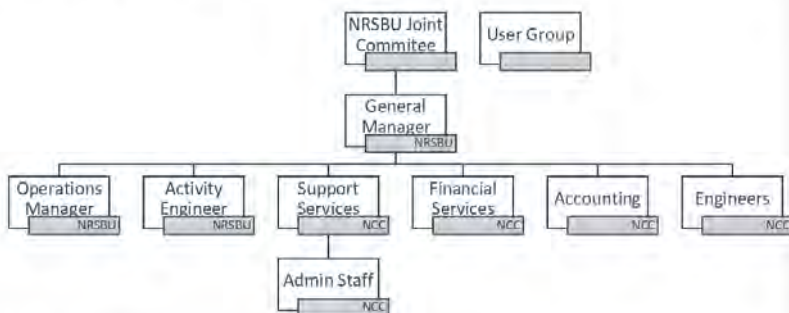 NRSBU Joint
Commitee
User Group
General
Manager
NRSBU
Operations
Manager
NRSBU
Activity
Engineer
NRSBU
Support
Services
NCC
Financial
Services
NCC
Accounting
NCC
Engineers
NCC
Admin Staff
NCC